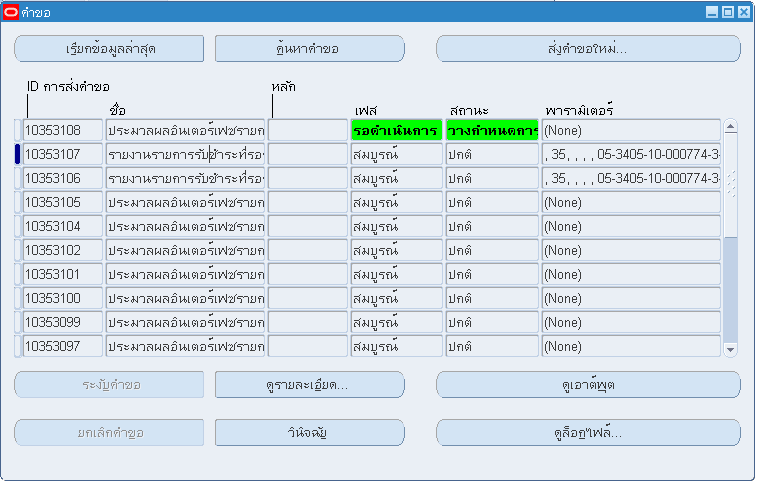 คำขอ
เรียกข้อมูลล่าสุด ค้นหาคำขอ ส่งคำขอใหม่...
ID การส่งคำขอ หลัก
ชื่อ เฟส สถานะ พารามิเตอร์
10353108 ประมวลผลอินเตอร์เฟซรายก รอดำเนินการ วางกำหนดการ (None)
10353107 รายงานรายการรับชำระที่รอ สมบูรณ์ ปกติ , 35, , , , 05-3405-10-000774-3-
10353106 รายงานรายการรับชำระที่รอ สมบูรณ์ ปกติ , 35, , , , 05-3405-10-000774-3-
10353105 ประมวลผลอินเตอร์เฟซรายก สมบูรณ์ ปกติ (None)
10353104 ประมวลผลอินเตอร์เฟซรายก สมบูรณ์ ปกติ (None)
10353102 ประมวลผลอินเตอร์เฟซรายก สมบูรณ์ ปกติ (None)
10353101 ประมวลผลอินเตอร์เฟซรายก สมบูรณ์ ปกติ (None)
10353100 ประมวลผลอินเตอร์เฟซรายก สมบูรณ์ ปกติ (None)
10353099 ประมวลผลอินเตอร์เฟซรายก สมบูรณ์ ปกติ (None)
10353097 ประมวลผลอินเตอร์เฟซรายก สมบูรณ์ ปกติ (None)
ระงับคำขอ ดูรายละเอียด... ดูเอาต์พุต
ยกเลิกคำขอ วินิจฉัย ดูล็อกไฟล์...